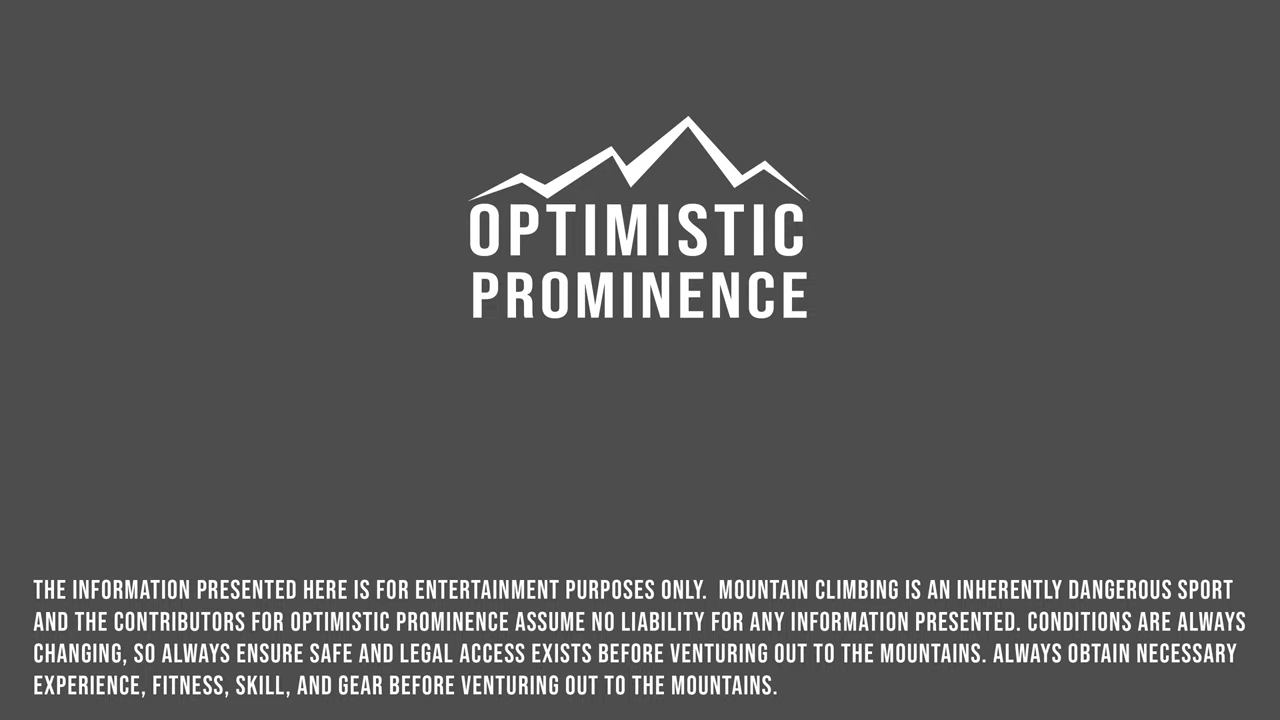 OPTIMISTIC
PROMINENCE
THE INFORMATION PRESENTED HERE IS FOR ENTERTAINMENT PURPOSES ONLY.  MOUNTAIN CLIMBING IS AN INHERENTLY DANGEROUS SPORT
AND THE CONTRIBUTORS FOR OPTIMISTIC PROMINENCE ASSUME NO LIABILITY FOR ANY INFORMATION PRESENTED. CONDITIONS ARE ALWAYS
CHANGING, SO ALWAYS ENSURE SAFE AND LEGAL ACCESS EXISTS BEFORE VENTURING OUT TO THE MOUNTAINS. ALWAYS OBTAIN NECESSARY
EXPERIENCE, FITNESS, SKILL, AND GEAR BEFORE VENTURING OUT TO THE MOUNTAINS.